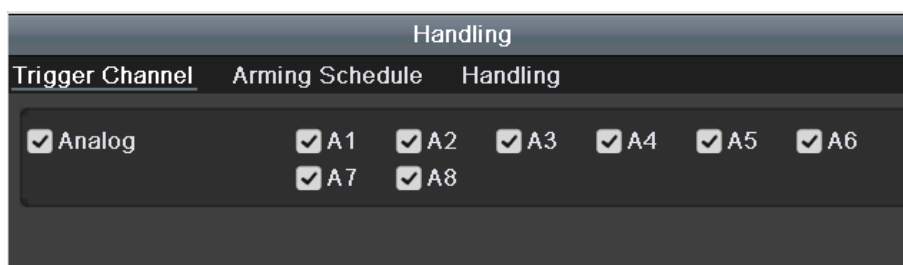 Handling
Trigger Channel Arming Schedule Handling
Analog A1 A2 A3 A4 A5 A6
A7 A8